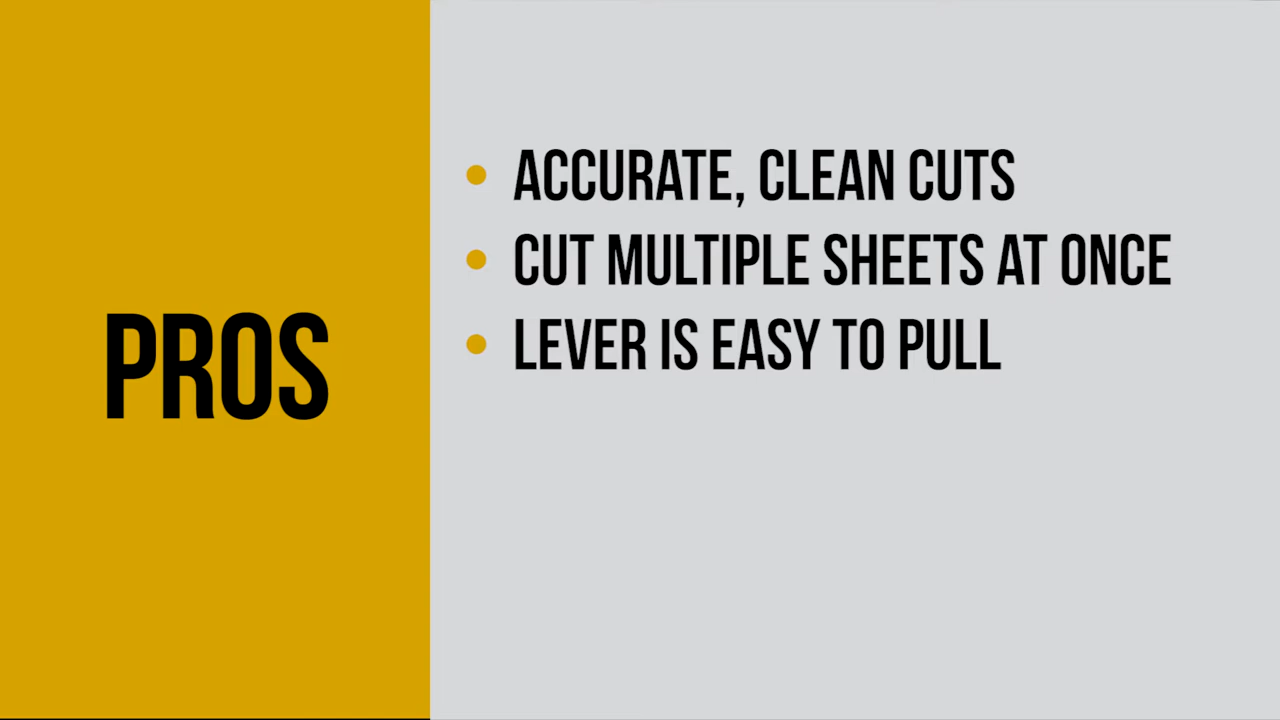 PROS
• ACCURATE, CLEAN CUTS
• CUT MULTIPLE SHEETS AT ONCE
• LEVER IS EASY TO PULL